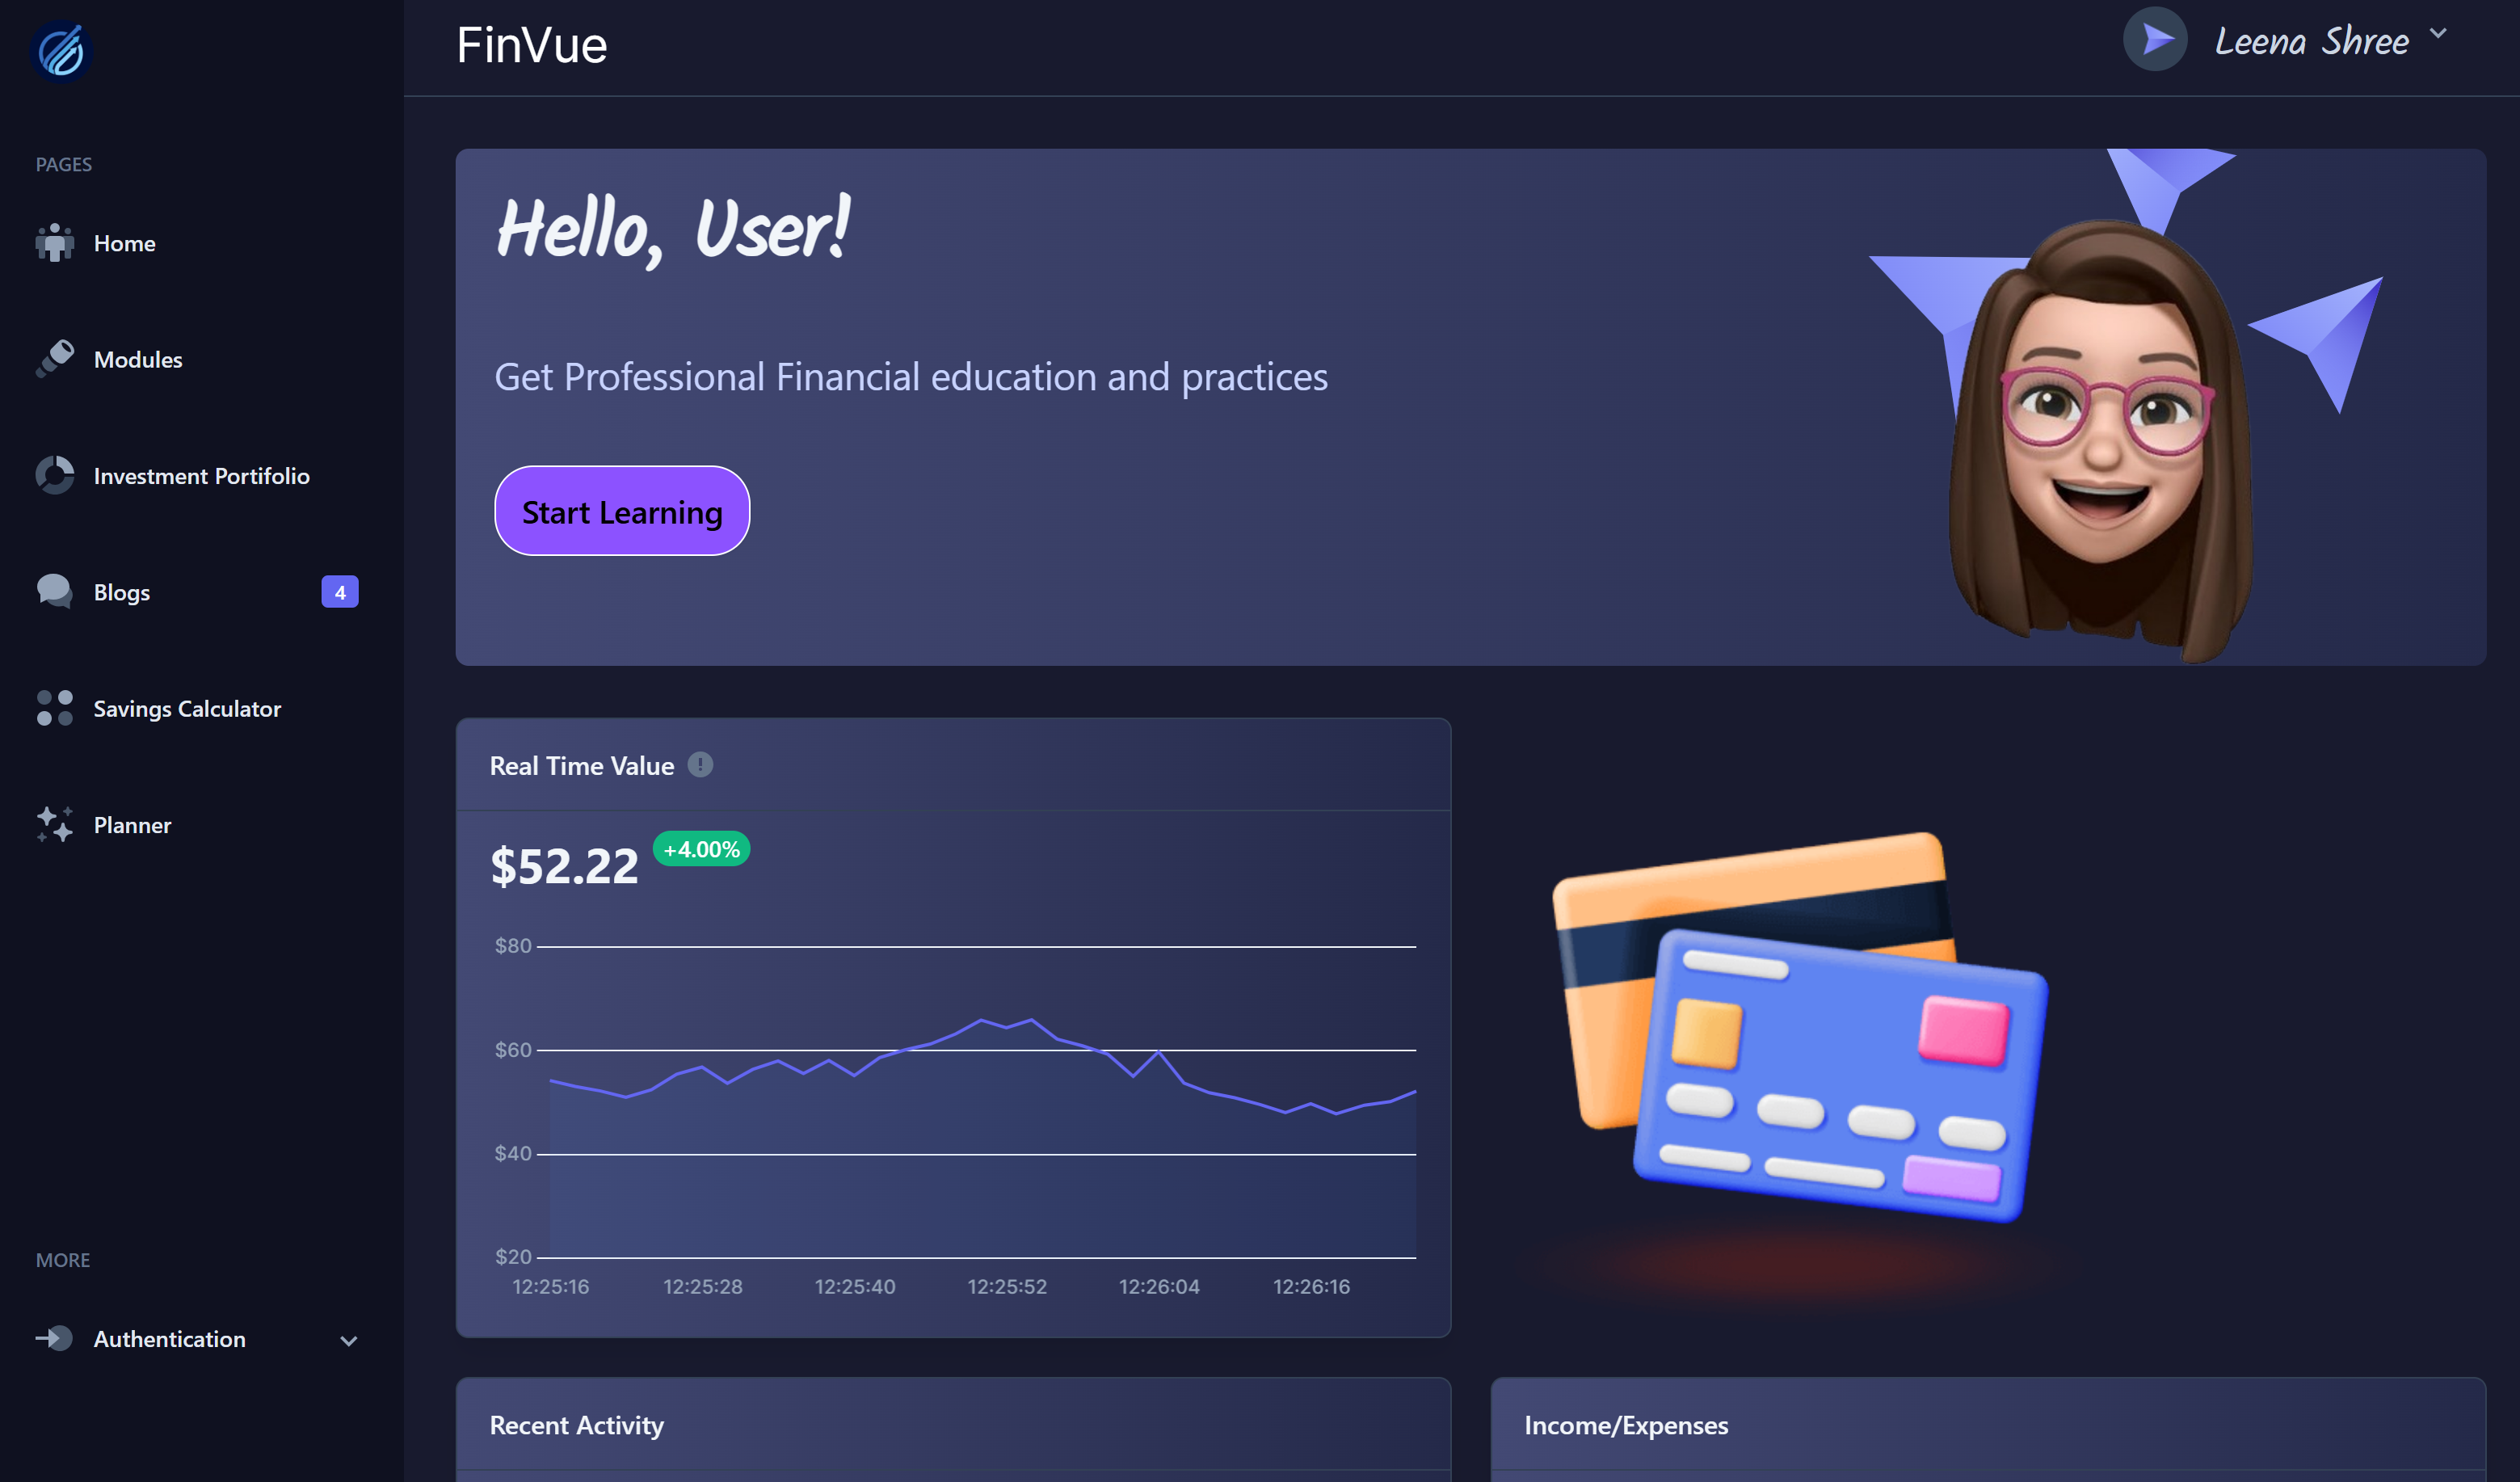 FinVue
Leena Shree
PAGES
Home
Modules
Investment Portifolio
Blogs
4
Savings Calculator
Planner
MORE
Authentication
Hello, User!
Get Professional Financial education and practices
Start Learning
Real Time Value
$52.22
+4.00%
$80
$60
$40
$20
12:25:16 12:25:28 12:25:40 12:25:52 12:26:04 12:26:16
Recent Activity
Income/Expenses